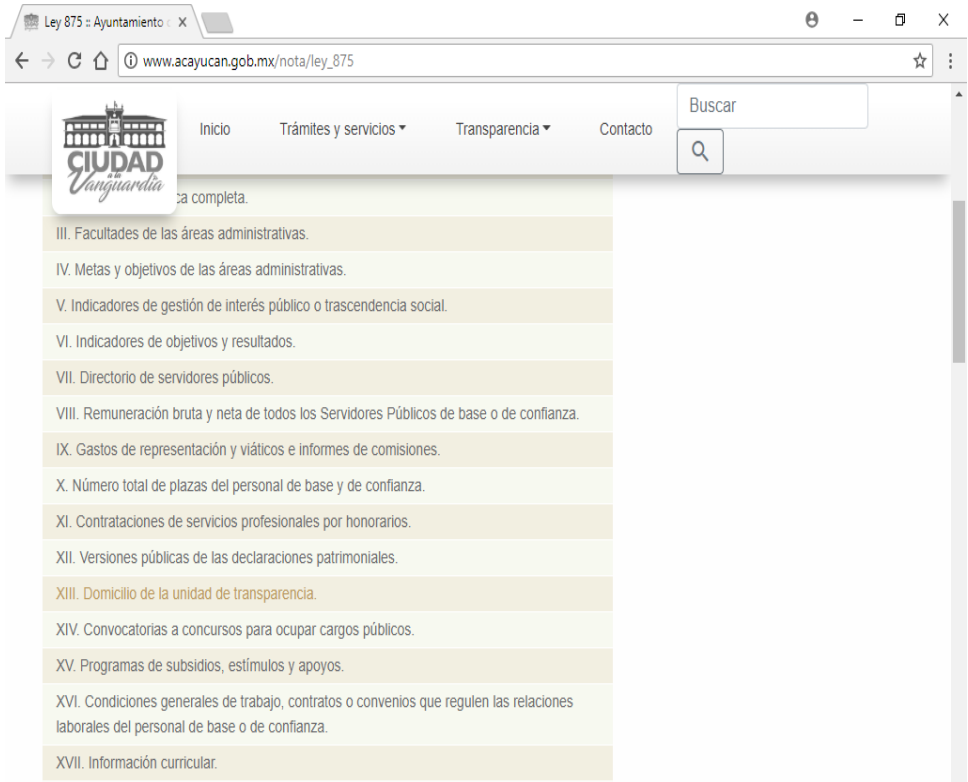 Ley 875 :: Ayuntamiento
www.acayucan.gob.mx/nota/ley_875
CIUDAD
a la
Vanguardia
Inicio
Trámites y servicios
Transparencia
Contacto
Buscar
ca completa.
III. Facultades de las áreas administrativas.
IV. Metas y objetivos de las áreas administrativas.
V. Indicadores de gestión de interés público o trascendencia social.
VI. Indicadores de objetivos y resultados.
VII. Directorio de servidores públicos.
VIII. Remuneración bruta y neta de todos los Servidores Públicos de base o de confianza.
IX. Gastos de representación y viáticos e informes de comisiones.
X. Número total de plazas del personal de base y de confianza.
XI. Contrataciones de servicios profesionales por honorarios.
XII. Versiones públicas de las declaraciones patrimoniales.
XIII. Domicilio de la unidad de transparencia.
XIV. Convocatorias a concursos para ocupar cargos públicos.
XV. Programas de subsidios, estímulos y apoyos.
XVI. Condiciones generales de trabajo, contratos o convenios que regulen las relaciones
laborales del personal de base o de confianza.
XVII. Información curricular.